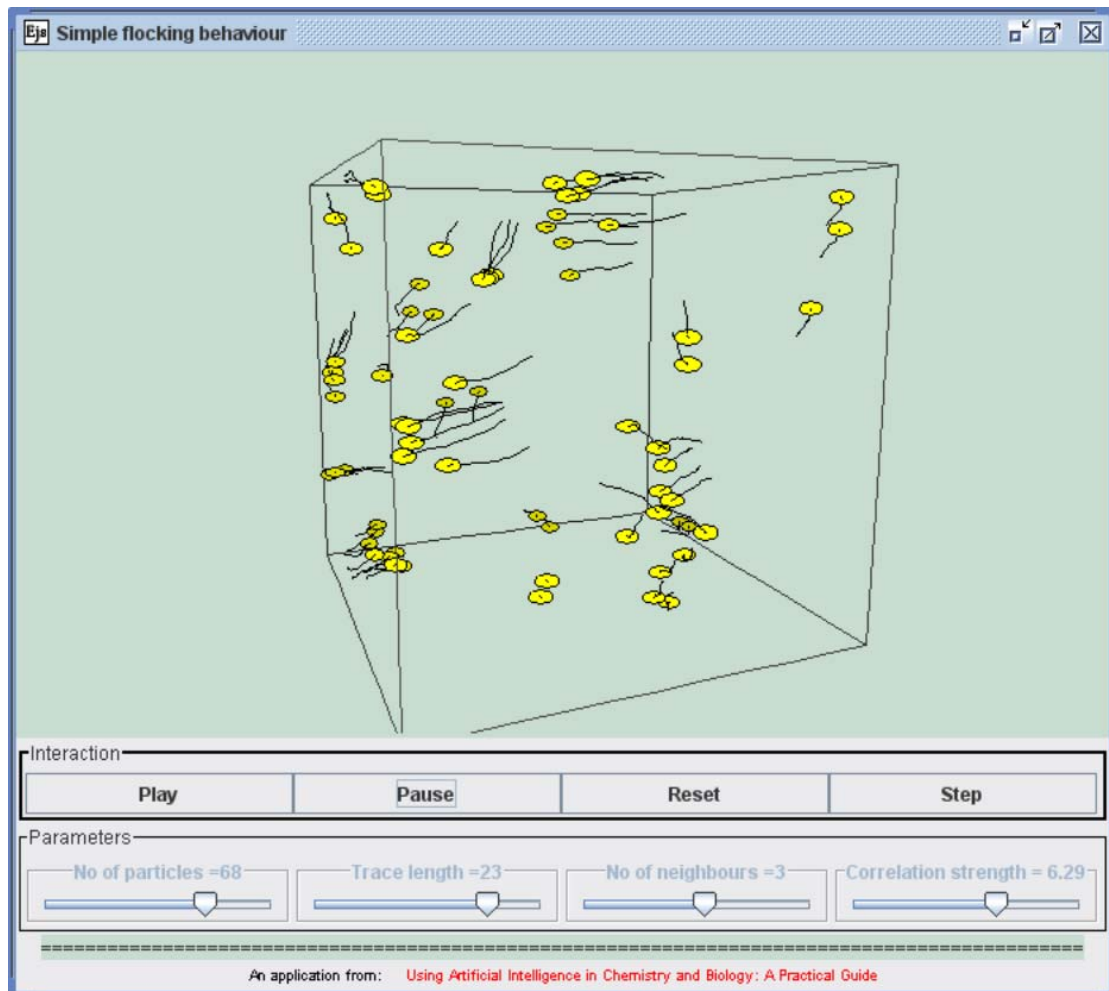 Ejs Simple flocking behaviour
Interaction
Play Pause Reset Step
Parameters
No of particles =68 Trace length =23 No of neighbours =3 Correlation strength = 6.29
An application from: Using Artificial Intelligence in Chemistry and Biology: A Practical Guide